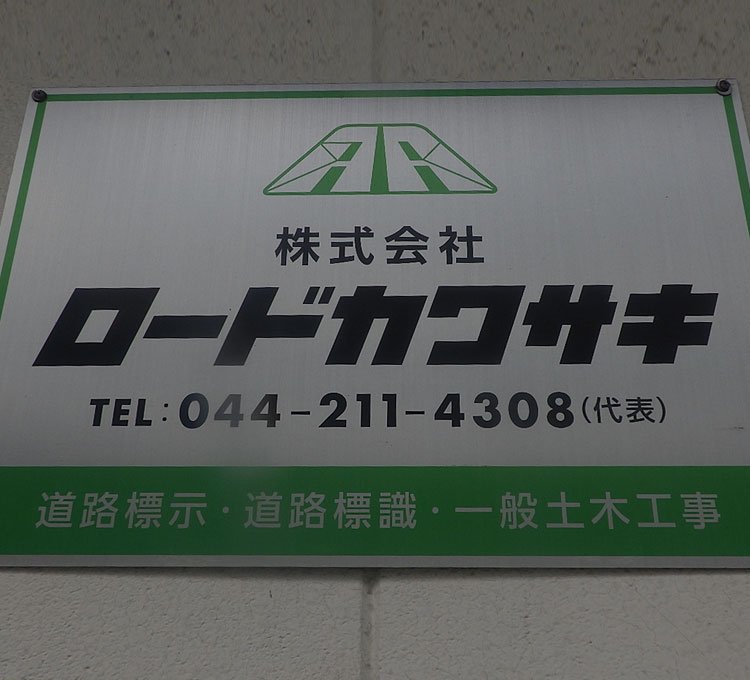 株式会社
ロードカワサキ
TEL:044-211-4308(代表)
道路標示・道路標識・一般土木工事